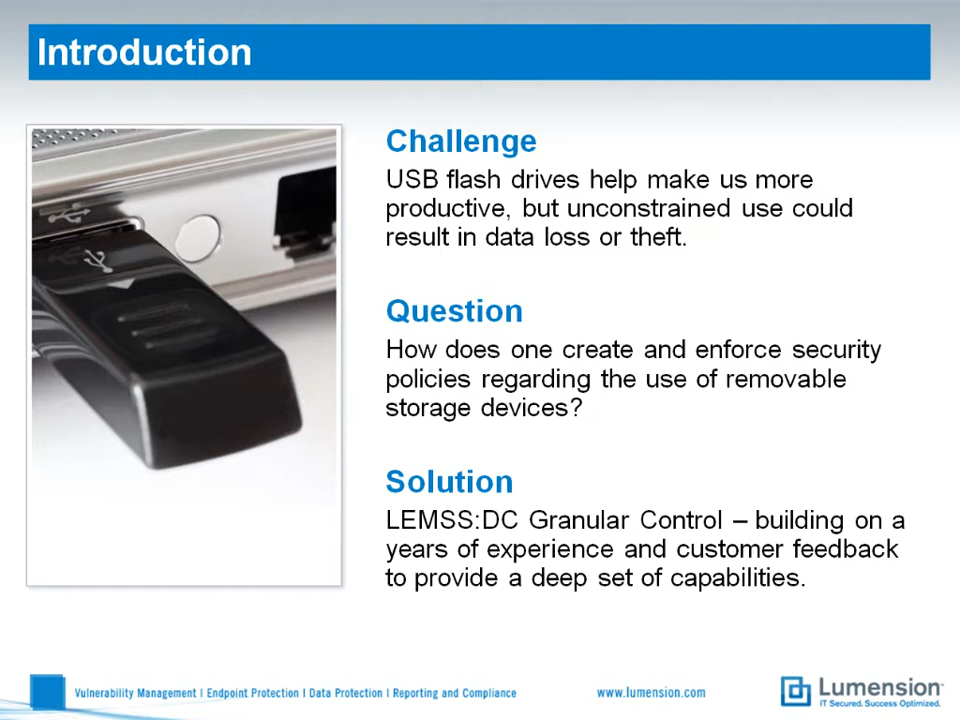 Introduction
Challenge
USB flash drives help make us more
productive, but unconstrained use could
result in data loss or theft.
Question
How does one create and enforce security
policies regarding the use of removable
storage devices?
Solution
LEMSS:DC Granular Control – building on a
years of experience and customer feedback
to provide a deep set of capabilities.
Vulnerability Management | Endpoint Protection | Data Protection | Reporting and Compliance
www.lumension.com
Lumension
IT Secured. Success Optimized.